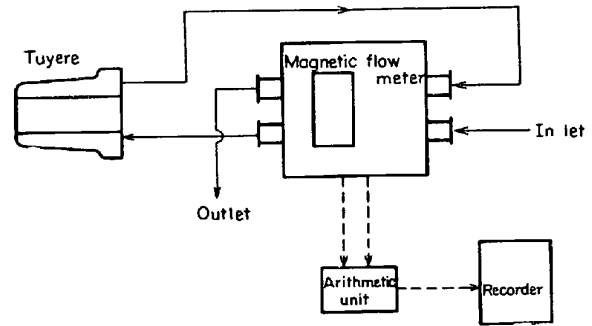 Tuyere
Magnetic flow
meter
In let
Outlet
Arithmetic
unit
Recorder